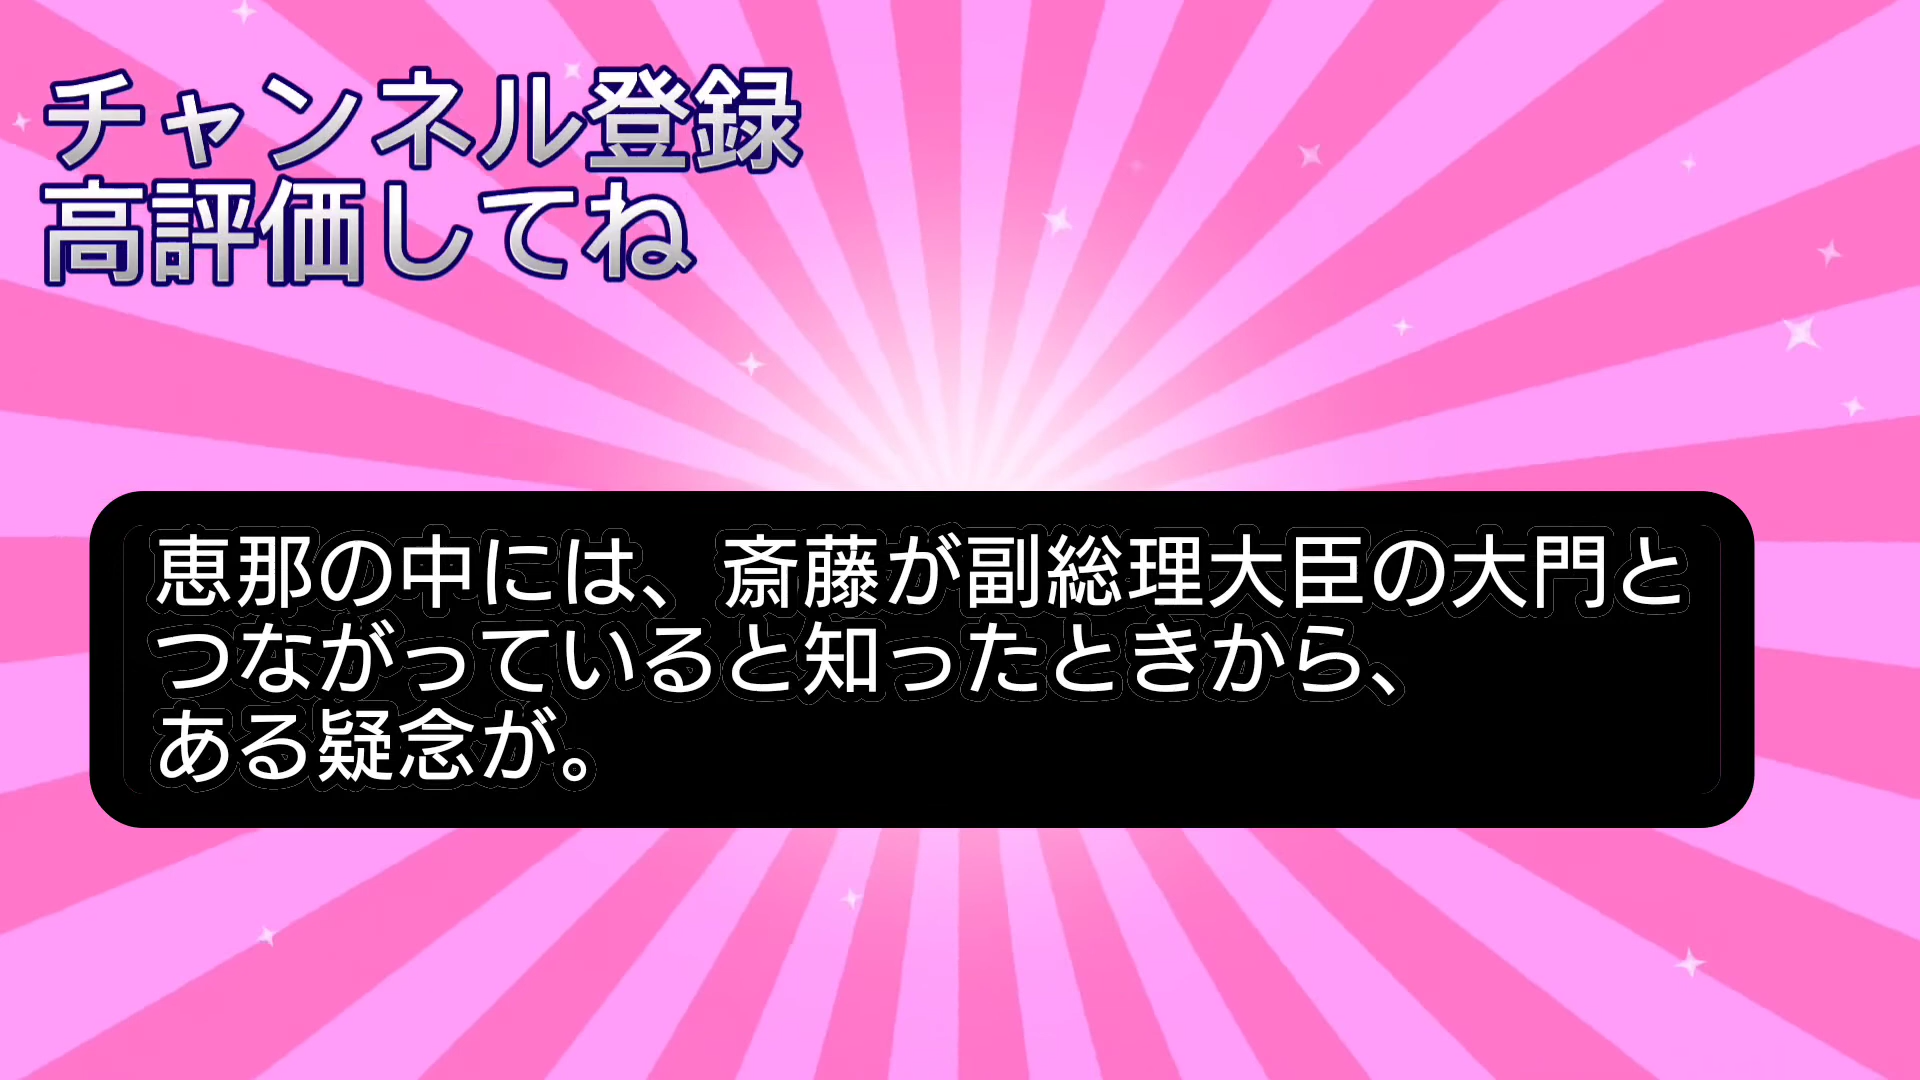 チャンネル登録
高評価してね
恵那の中には、斎藤が副総理大臣の大門と
つながっていると知ったときから、
ある疑念が。